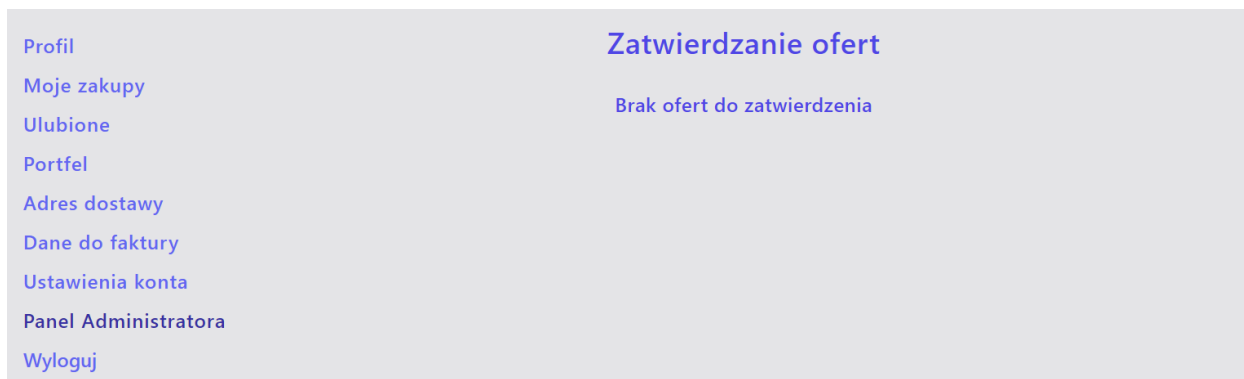 Profil
Moje zakupy
Ulubione
Portfel
Adres dostawy
Dane do faktury
Ustawienia konta
Panel Administratora
Wyloguj
Zatwierdzanie ofert
Brak ofert do zatwierdzenia